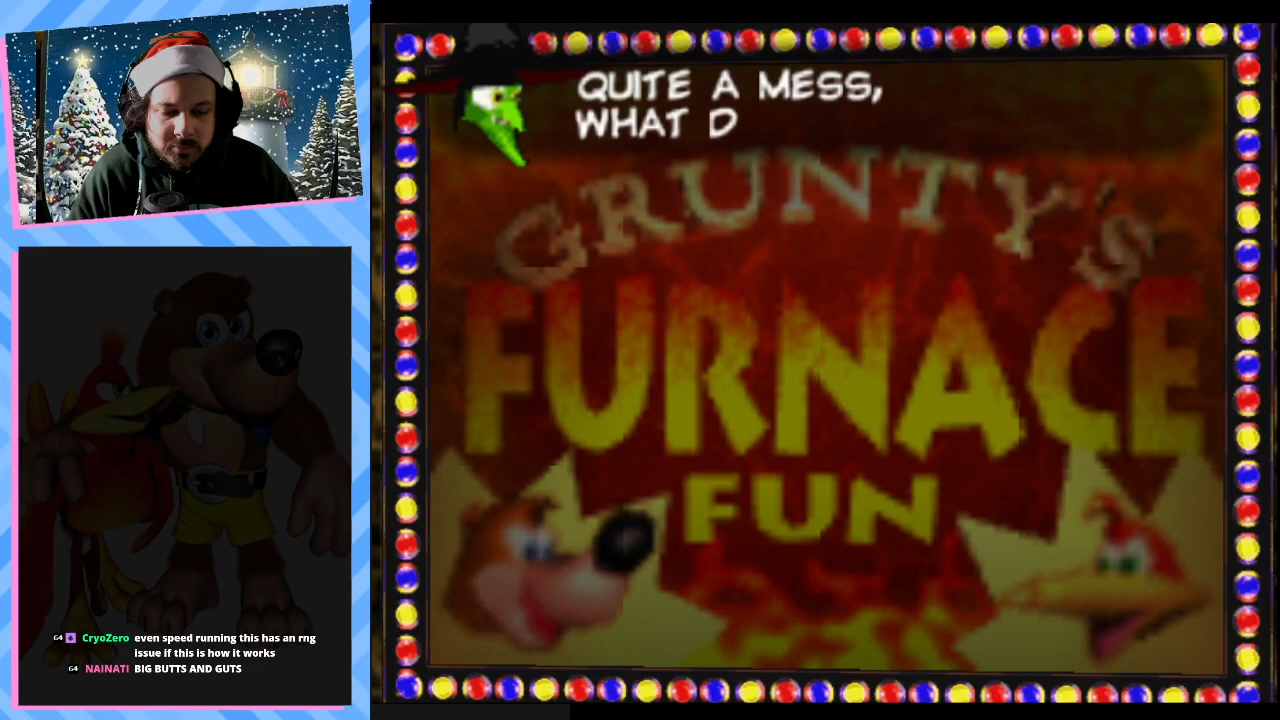 QUITE A MESS,
WHAT D
GRUNTY'S
FURNACE
FUN
64 CryoZero even speed running this has an rng
issue if this is how it works
64 NAINATI BIG BUTTS AND GUTS